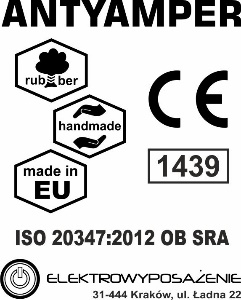 ANTYAMPER
rubber
handmade
made in
EU
CE
1439
ISO 20347:2012 OB SRA
ELEKTROWYPOSAŻENIE
31-444 Kraków, ul. Ładna 22